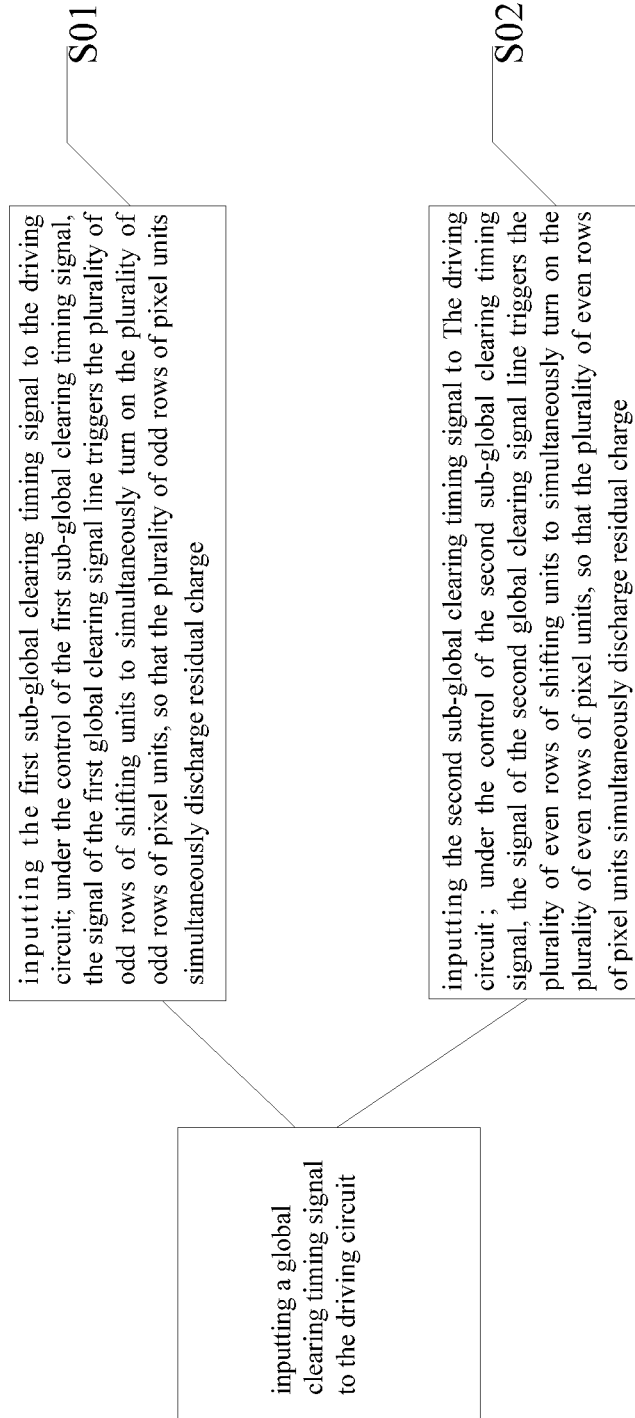 inputting a global
clearing timing signal
to the driving circuit
inputting the first sub-global clearing timing signal to the driving
circuit; under the control of the first sub-global clearing timing signal,
the signal of the first global clearing signal line triggers the plurality of
odd rows of shifting units to simultaneously turn on the plurality of
odd rows of pixel units, so that the plurality of odd rows of pixel units
simultaneously discharge residual charge
S01
inputting the second sub-global clearing timing signal to The driving
circuit ; under the control of the second sub-global clearing timing
signal, the signal of the second global clearing signal line triggers the
plurality of even rows of shifting units to simultaneously turn on the
plurality of even rows of pixel units, so that the plurality of even rows
of pixel units simultaneously discharge residual charge
S02